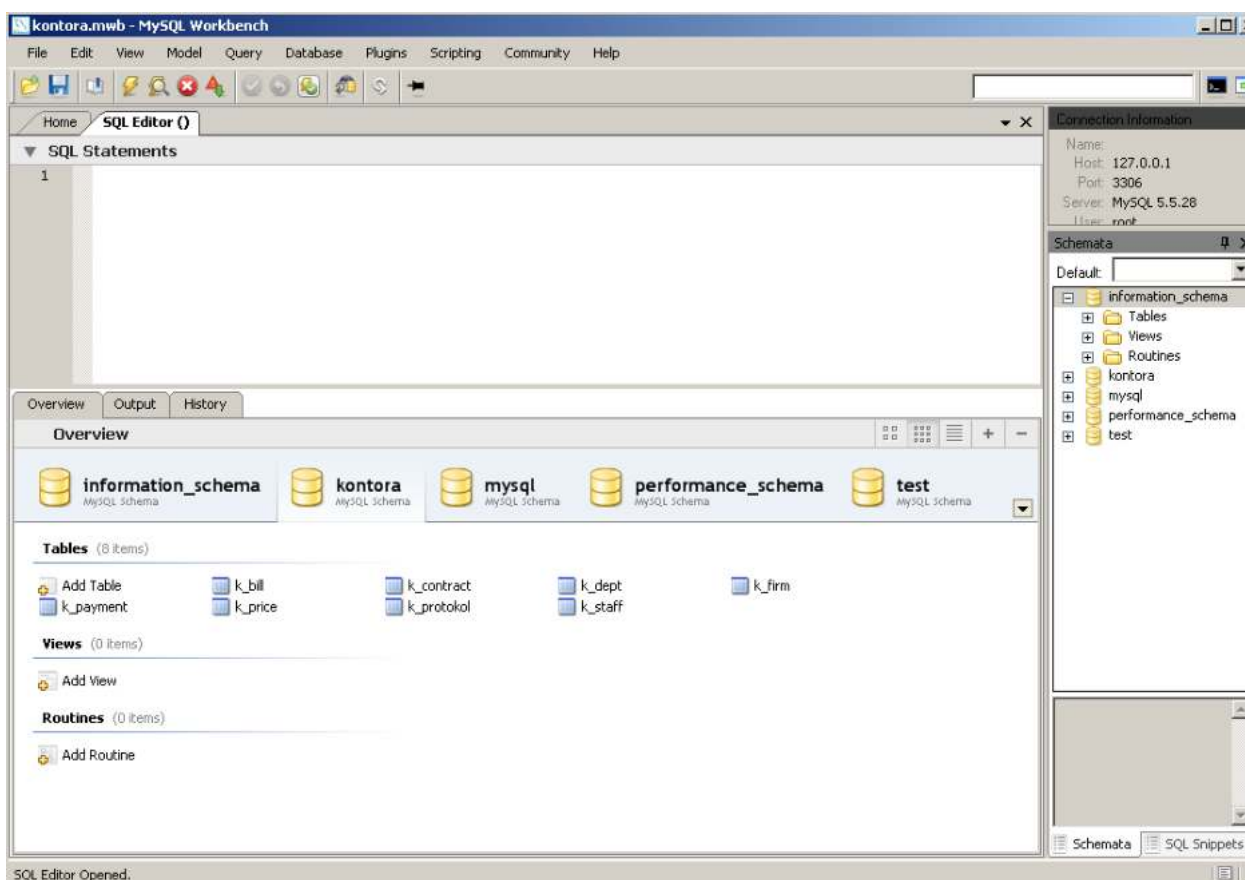 kontora.mwb - MySQL Workbench
File Edit View Model Query Database Plugins Scripting Community Help
Home SQL Editor ()
SQL Statements
1
Overview Output History
Overview
information_schema kontora mysql performance_schema test
MySQL Schema MySQL Schema MySQL Schema MySQL Schema MySQL Schema
Tables (8 items)
Add Table k_bill k_contract k_dept k_firm
k_payment k_price k_protokol k_staff
Views (0 items)
Add View
Routines (0 items)
Add Routine
Connection Information
Name:
Host: 127.0.0.1
Port: 3306
Server: MySQL 5.5.28
User: root
Schemata
Default:
information_schema
Tables
Views
Routines
kontora
mysql
performance_schema
test
Schemata SQL Snippets
SQL Editor Opened.